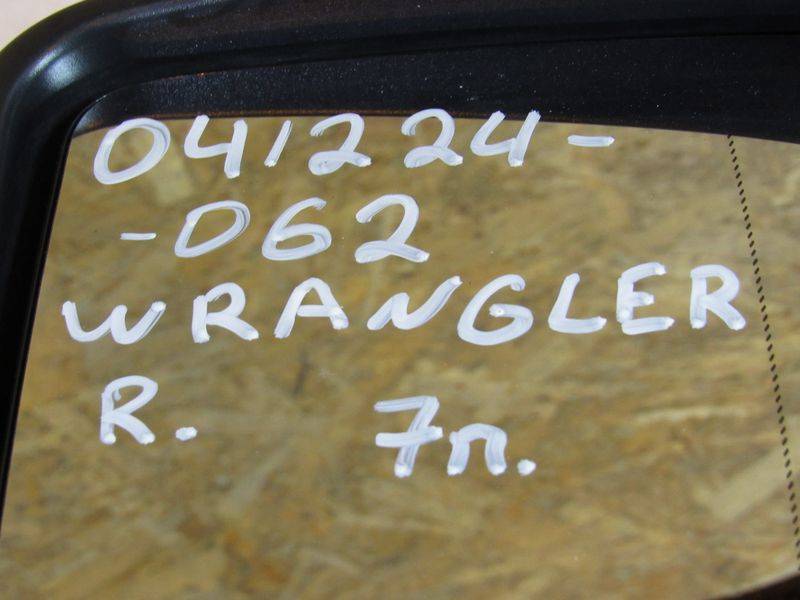 041224-
-062
WRANGLER
R. 7п.